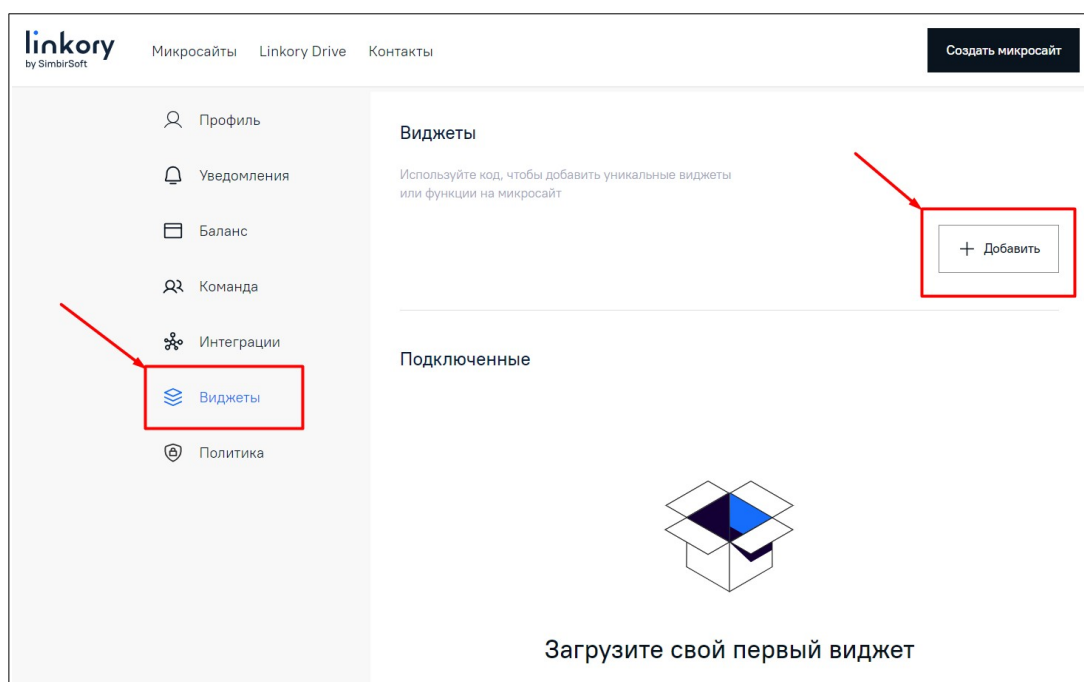 linkory
by SimbirSoft
Микросайты Linkory Drive Контакты
Создать микросайт
Профиль
Уведомления
Баланс
Команда
Интеграции
Виджеты
Политика
Виджеты
Используйте код, чтобы добавить уникальные виджеты
или функции на микросайт
+ Добавить
Подключенные
Загрузите свой первый виджет